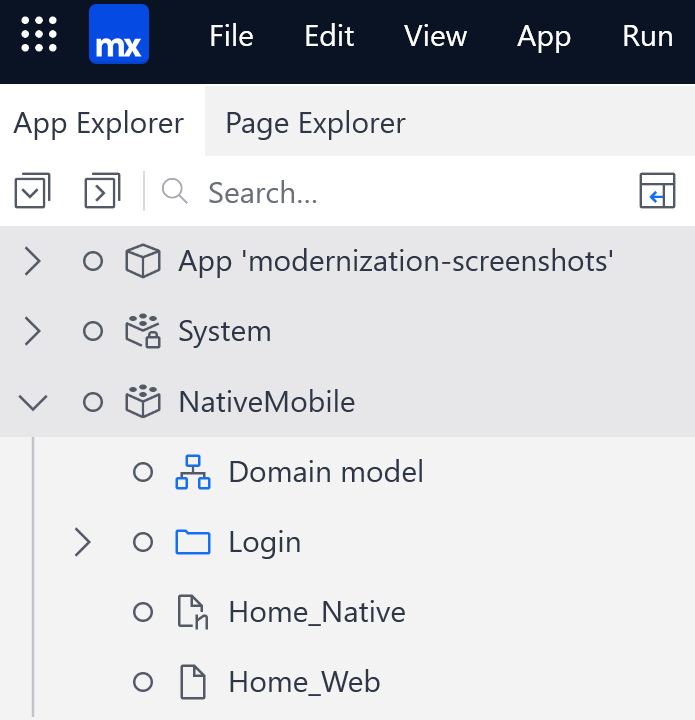 mx File Edit View App Run
App Explorer Page Explorer
Search...
App 'modernization-screenshots'
System
NativeMobile
Domain model
Login
Home_Native
Home_Web